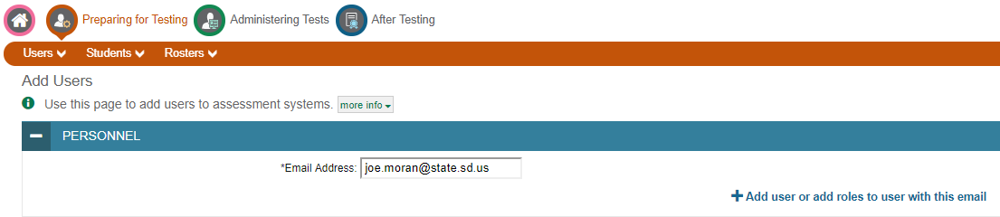 Preparing for Testing Administering Tests After Testing
Users Students Rosters
Add Users
Use this page to add users to assessment systems. more info
PERSONNEL
*Email Address: joe.moran@state.sd.us
Add user or add roles to user with this email